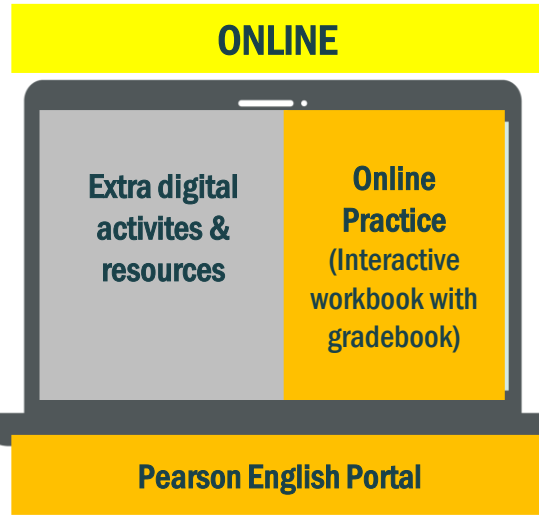 ONLINE
Extra digital
activites &
resources
Online
Practice
(Interactive
workbook with
gradebook)
Pearson English Portal